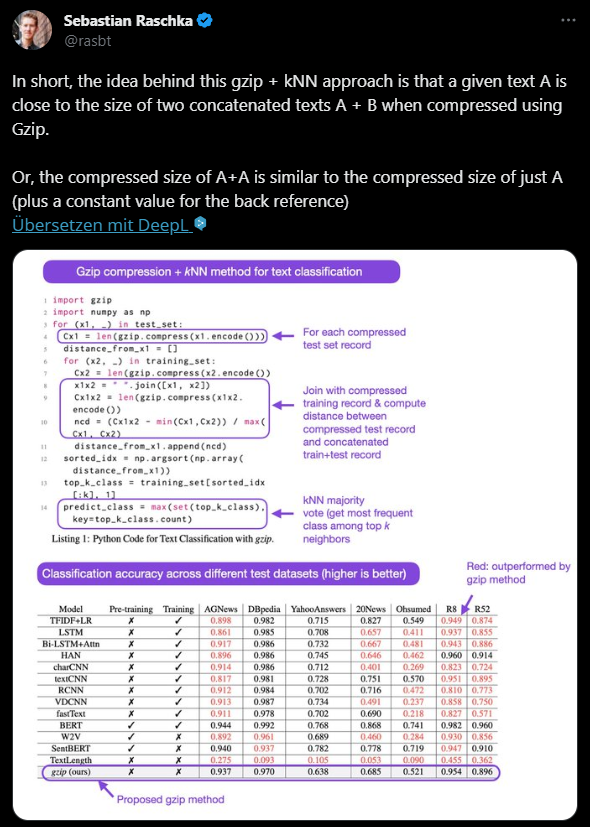 Sebastian Raschka
@rasbt
In short, the idea behind this gzip + kNN approach is that a given text A is
close to the size of two concatenated texts A + B when compressed using
Gzip.
Or, the compressed size of A+A is similar to the compressed size of just A
(plus a constant value for the back reference)
Übersetzen mit DeepL
Gzip compression + kNN method for text classification
1 import gzip
2 import numpy as np
3 for (x1, _) in test_set:
4 Cx1 = len(gzip.compress(x1.encode()))
5 distance_from_x1 = []
6 for (x2, _) in training_set:
7 Cx2 = len(gzip.compress(x2.encode())
8 x1x2 = " ".join([x1, x2])
9 Cx1x2 = len(gzip.compress(x1x2.
encode())
10 ncd = (Cx1x2 - min(Cx1,Cx2)) / max(
Cx1, Cx2)
11 distance_from_x1.append(ncd)
12 sorted_idx = np.argsort(np.array(
distance_from_x1))
13 top_k_class = training_set[sorted_idx
[:k], 1]
14 predict_class = max(set(top_k_class),
key=top_k_class.count)
Listing 1: Python Code for Text Classification with gzip.
For each compressed
test set record
Join with compressed
training record & compute
distance between
compressed test record
and concatenated
train+test record
kNN majority
vote (get most frequent
class among top k
neighbors
Classification accuracy across different test datasets (higher is better)
Red: outperformed by
gzip method
Model Pre-training Training AGNews DBpedia YahooAnswers 20News Ohsumed R8 R52
TFIDF+LR ✗ ✓ 0.898 0.982 0.715 0.827 0.549 0.949 0.874
LSTM ✗ ✓ 0.861 0.985 0.708 0.657 0.411 0.937 0.855
Bi-LSTM+Attn ✗ ✓ 0.917 0.986 0.732 0.667 0.481 0.943 0.886
HAN ✗ ✓ 0.896 0.986 0.745 0.646 0.462 0.960 0.914
charCNN ✗ ✓ 0.914 0.986 0.712 0.401 0.269 0.823 0.724
textCNN ✗ ✓ 0.817 0.981 0.728 0.751 0.570 0.951 0.895
RCNN ✗ ✓ 0.912 0.984 0.702 0.716 0.472 0.810 0.773
VDCNN ✗ ✓ 0.913 0.987 0.734 0.491 0.237 0.858 0.750
fastText ✗ ✓ 0.911 0.978 0.702 0.690 0.218 0.827 0.571
BERT ✓ ✓ 0.944 0.992 0.768 0.868 0.741 0.982 0.960
W2V ✓ ✗ 0.892 0.961 0.689 0.460 0.284 0.930 0.856
SentBERT ✓ ✗ 0.940 0.937 0.782 0.778 0.719 0.947 0.910
TextLength ✗ ✗ 0.275 0.093 0.105 0.053 0.090 0.455 0.362
gzip (ours) ✗ ✗ 0.937 0.970 0.638 0.685 0.521 0.954 0.896
Proposed gzip method